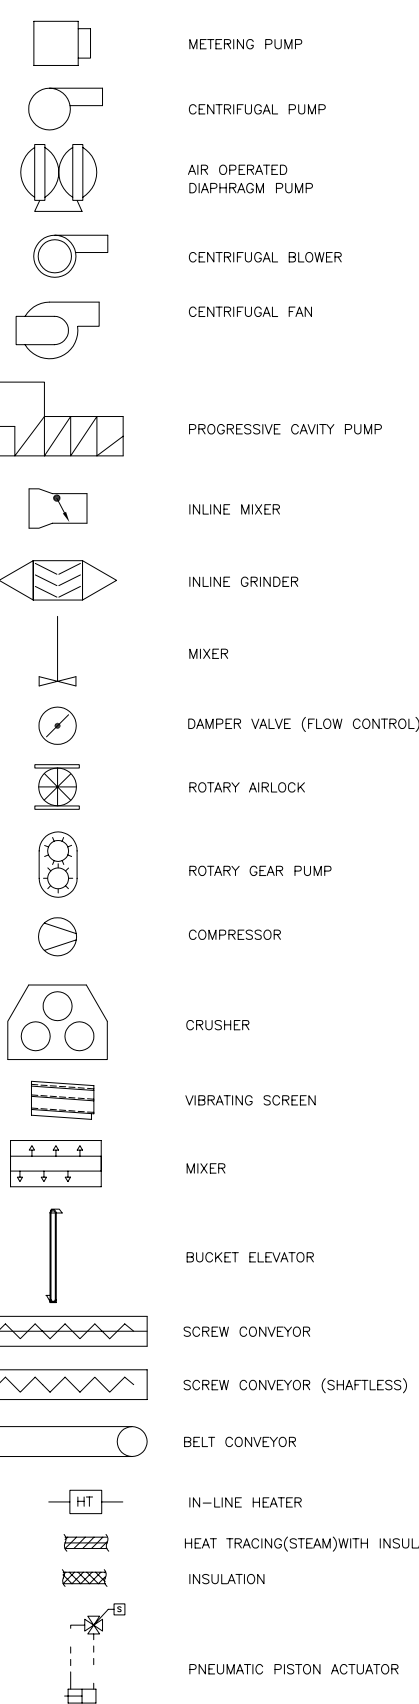 METERING PUMP
CENTRIFUGAL PUMP
AIR OPERATED
DIAPHRAGM PUMP
CENTRIFUGAL BLOWER
CENTRIFUGAL FAN
PROGRESSIVE CAVITY PUMP
INLINE MIXER
INLINE GRINDER
MIXER
DAMPER VALVE (FLOW CONTROL)
ROTARY AIRLOCK
ROTARY GEAR PUMP
COMPRESSOR
CRUSHER
VIBRATING SCREEN
MIXER
BUCKET ELEVATOR
SCREW CONVEYOR
SCREW CONVEYOR (SHAFTLESS)
BELT CONVEYOR
HT IN-LINE HEATER
HEAT TRACING(STEAM)WITH INSUL
INSULATION
S
PNEUMATIC PISTON ACTUATOR